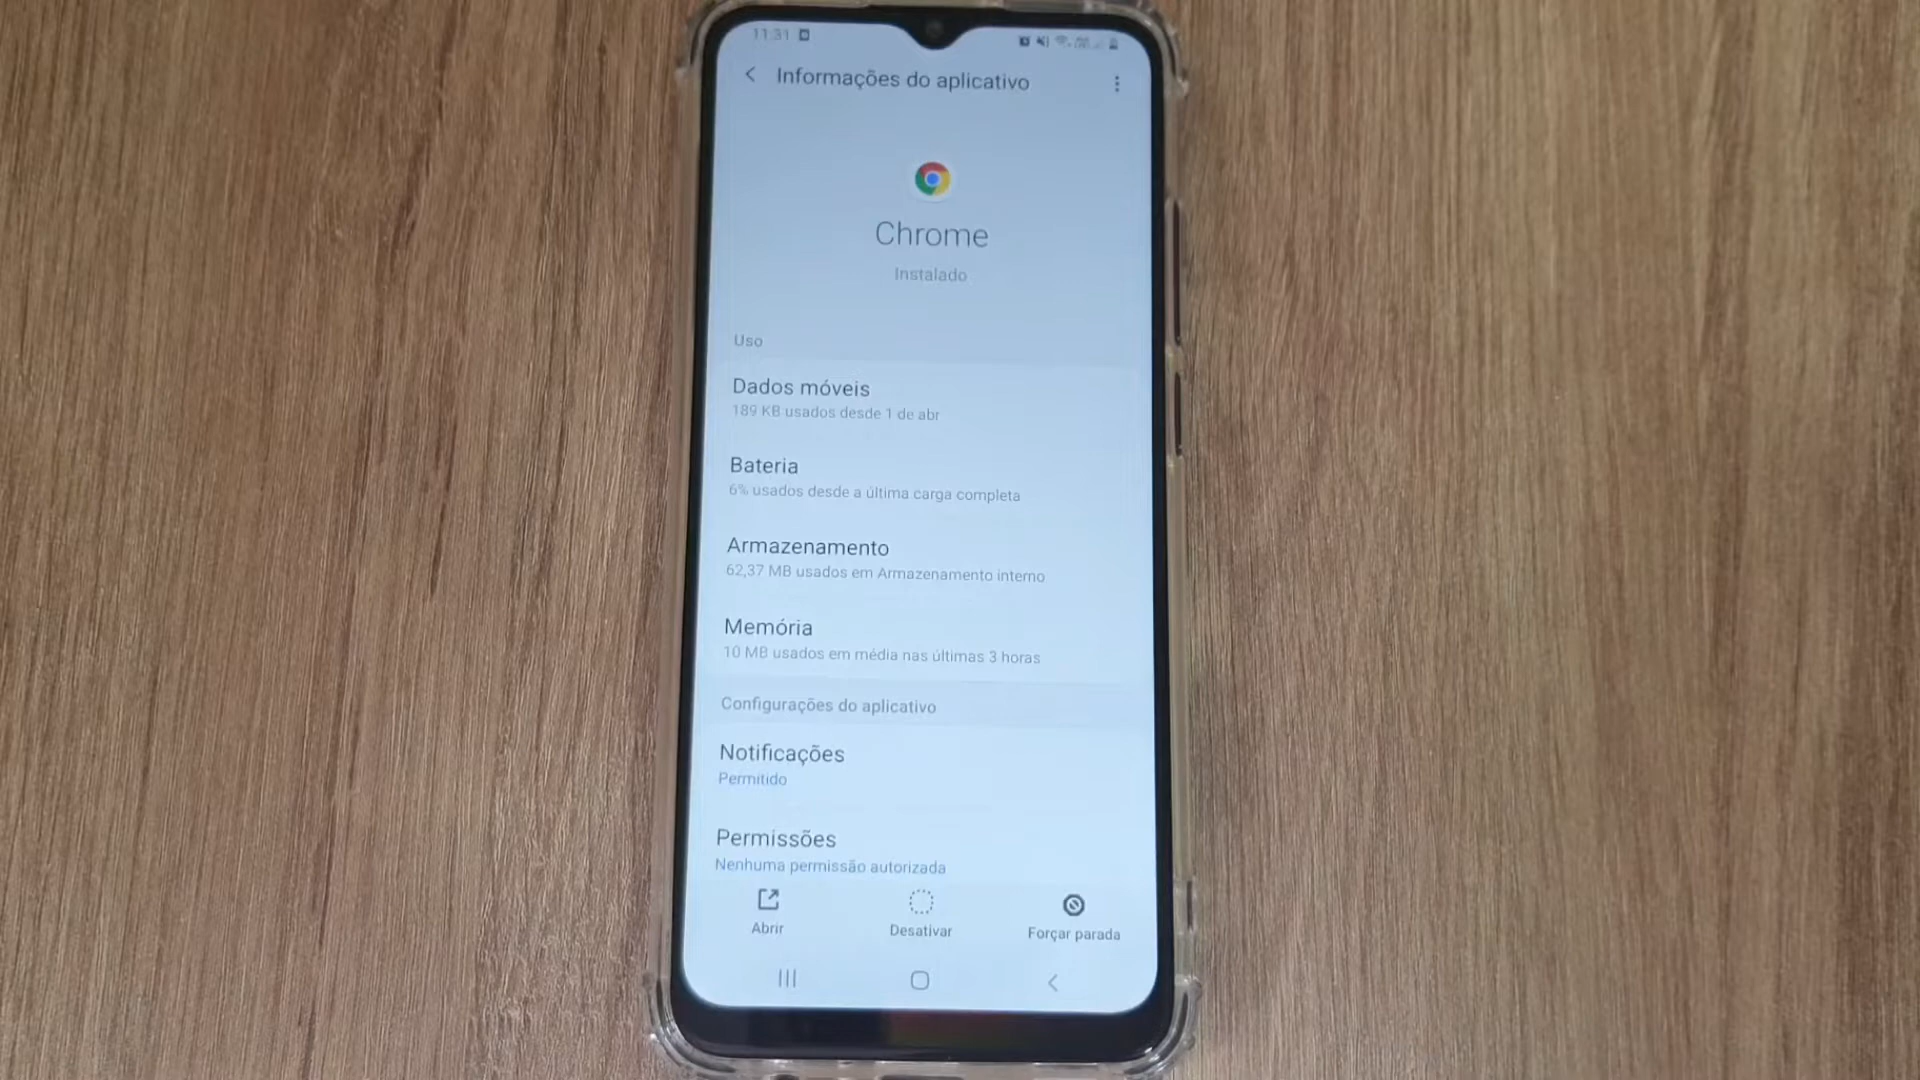 11:31
Informações do aplicativo
Chrome
Instalado
Uso
Dados móveis
189 KB usados desde 1 de abr
Bateria
6% usados desde a última carga completa
Armazenamento
62,37 MB usados em Armazenamento interno
Memória
10 MB usados em média nas últimas 3 horas
Configurações do aplicativo
Notificações
Permitido
Permissões
Nenhuma permissão autorizada
Abrir
Desativar
Forçar parada